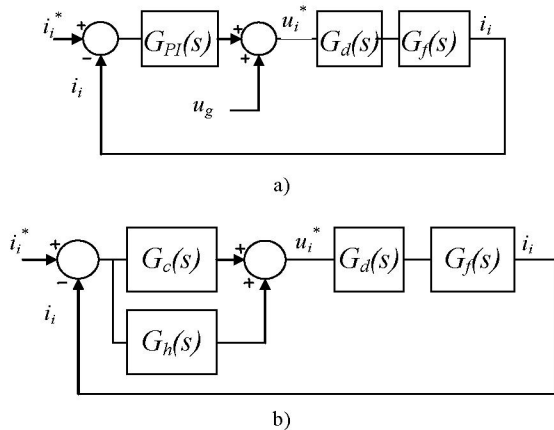 i_i^* + − G_PI(s) + + u_i^* G_d(s) G_f(s) i_i
i_i
u_g
a)
i_i^* + − G_c(s) + + u_i^* G_d(s) G_f(s) i_i
i_i
G_h(s)
b)